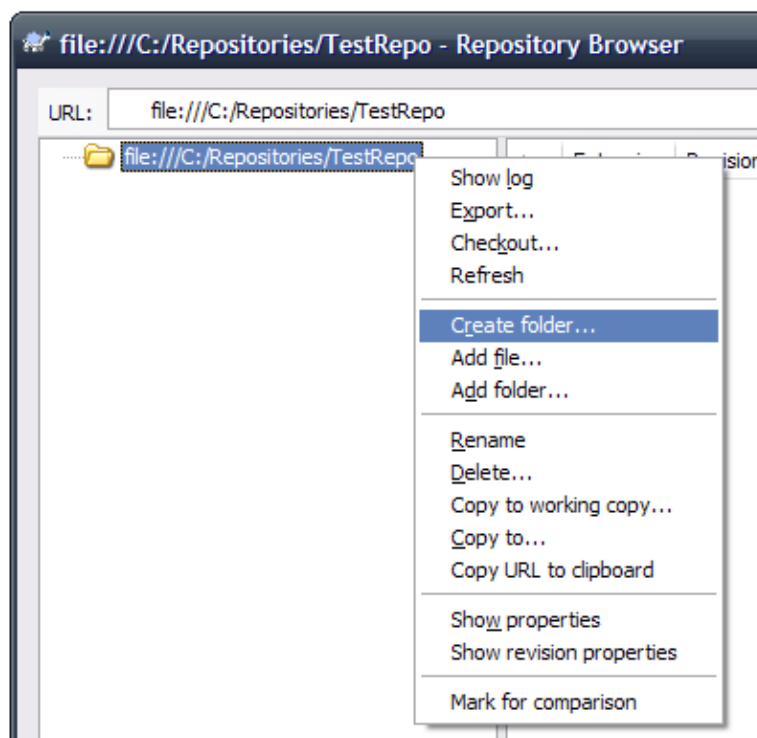 file:///C:/Repositories/TestRepo - Repository Browser
URL: file:///C:/Repositories/TestRepo
file:///C:/Repositories/TestRepo
Show log
Export...
Checkout...
Refresh
Create folder...
Add file...
Add folder...
Rename
Delete...
Copy to working copy...
Copy to...
Copy URL to clipboard
Show properties
Show revision properties
Mark for comparison